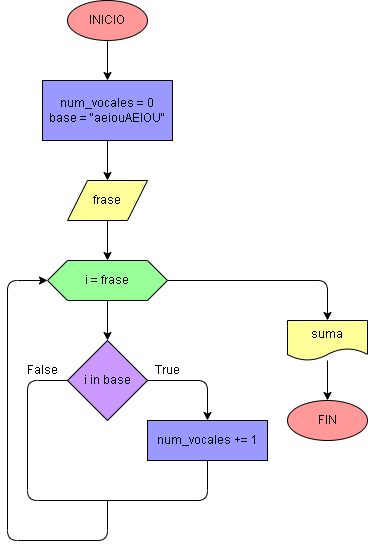 INICIO
num_vocales = 0
base = "aeiouAEIOU"
frase
i = frase
i in base
False
True
num_vocales += 1
suma
FIN